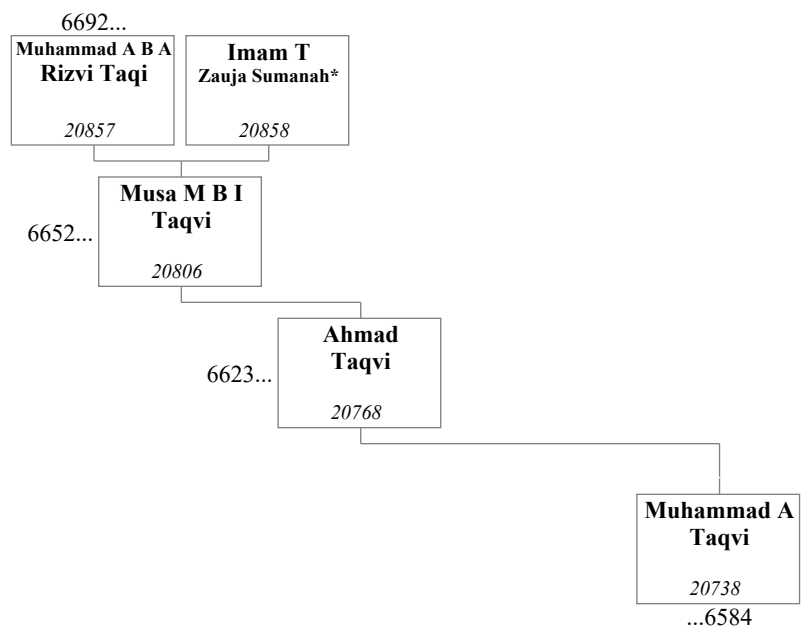 6692...
Muhammad A B A
Rizvi Taqi
20857
Imam T
Zauja Sumanah*
20858
Musa M B I
Taqvi
20806
6652...
Ahmad
Taqvi
20768
6623...
Muhammad A
Taqvi
20738
...6584